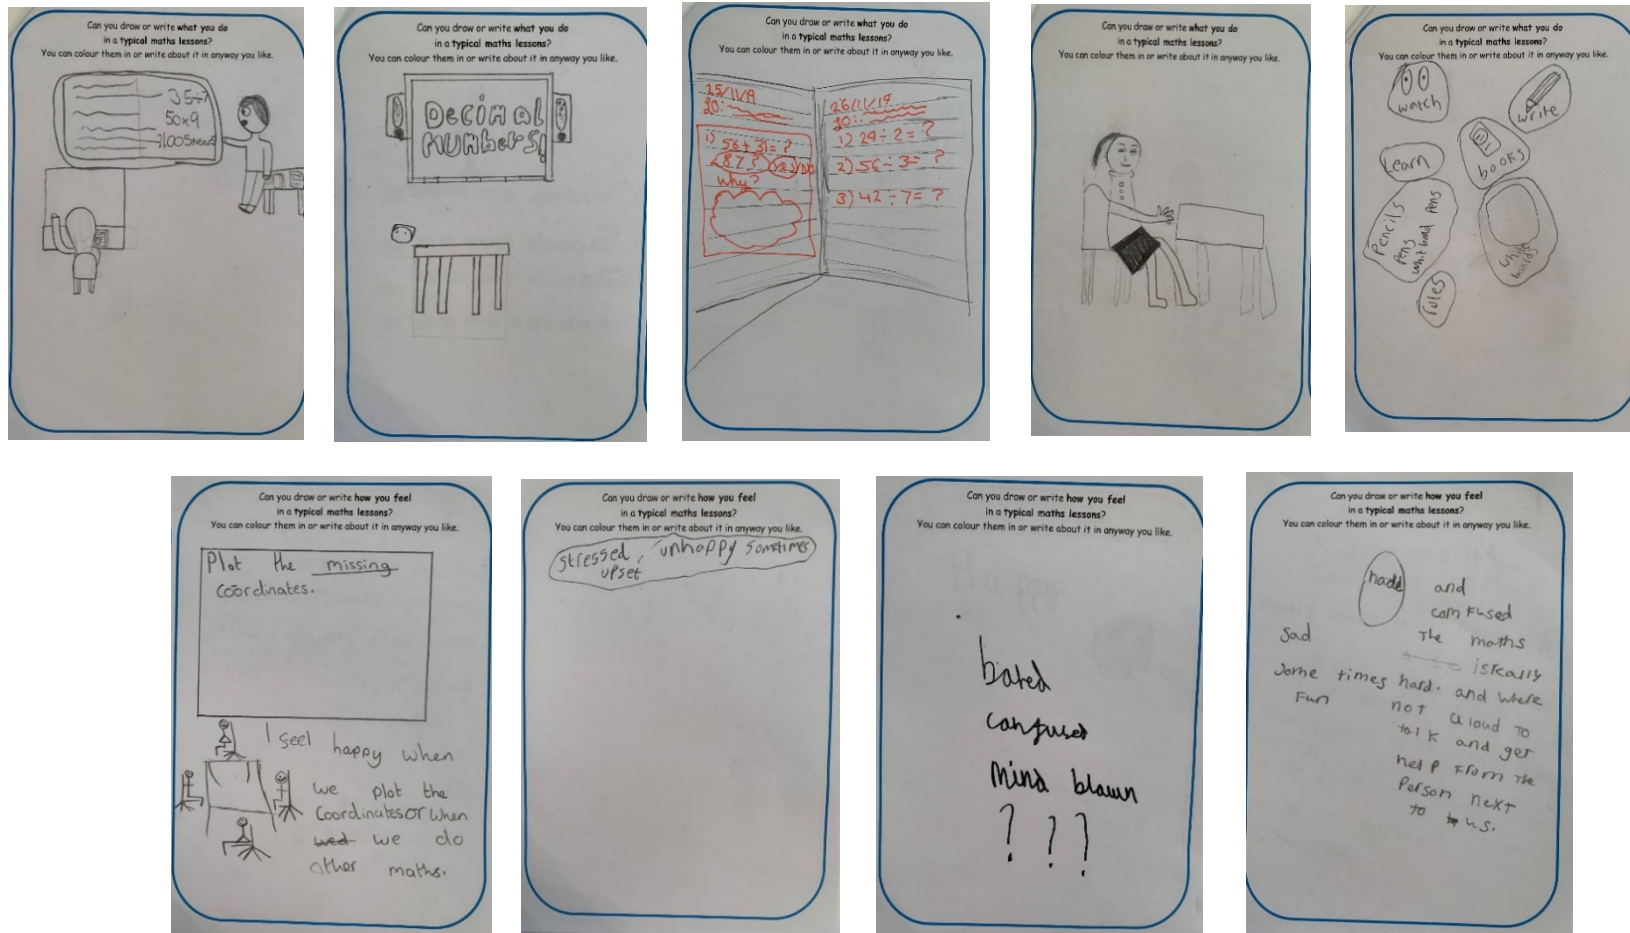 Can you draw or write what you do
in a typical maths lessons?
You can colour them in or write about it in anyway you like.
35÷7
50x9
Can you draw or write what you do
in a typical maths lessons?
You can colour them in or write about it in anyway you like.
Decimal
Numbers!
Can you draw or write what you do
in a typical maths lessons?
You can colour them in or write about it in anyway you like.
25/11/19
LO:
1) 56+31=?
87? Yes/No
Why?
26/11/19
LO:
1) 29÷2=?
2) 56÷3=?
3) 42÷7=?
Can you draw or write what you do
in a typical maths lessons?
You can colour them in or write about it in anyway you like.
Can you draw or write what you do
in a typical maths lessons?
You can colour them in or write about it in anyway you like.
watch
write
Learn
books
Pencils
Pens
whit bord pens
whit
bords
rules
Can you draw or write how you feel
in a typical maths lessons?
You can colour them in or write about it in anyway you like.
Plot the missing
coordinates.
I feel happy when
we plot the
coordinates or when
we do
other maths.
Can you draw or write how you feel
in a typical maths lessons?
You can colour them in or write about it in anyway you like.
stressed, unhappy sometimes
upset
Can you draw or write how you feel
in a typical maths lessons?
You can colour them in or write about it in anyway you like.
bored
confused
mind blown
? ? ?
Can you draw or write how you feel
in a typical maths lessons?
You can colour them in or write about it in anyway you like.
and
comfused
Sad
The maths
is really
Some times
Fun
hard. and where
not aloud to
talk and get
help from the
Person next
to us.